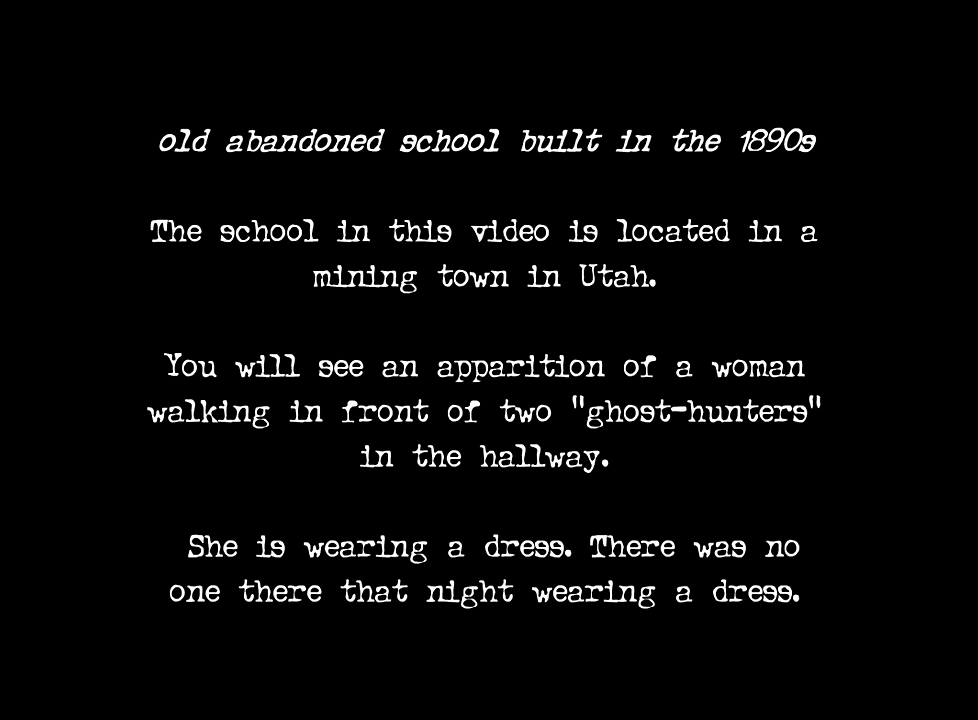 old abandoned school built in the 1890s
The school in this video is located in a
mining town in Utah.
You will see an apparition of a woman
walking in front of two "ghost-hunters"
in the hallway.
She is wearing a dress. There was no
one there that night wearing a dress.